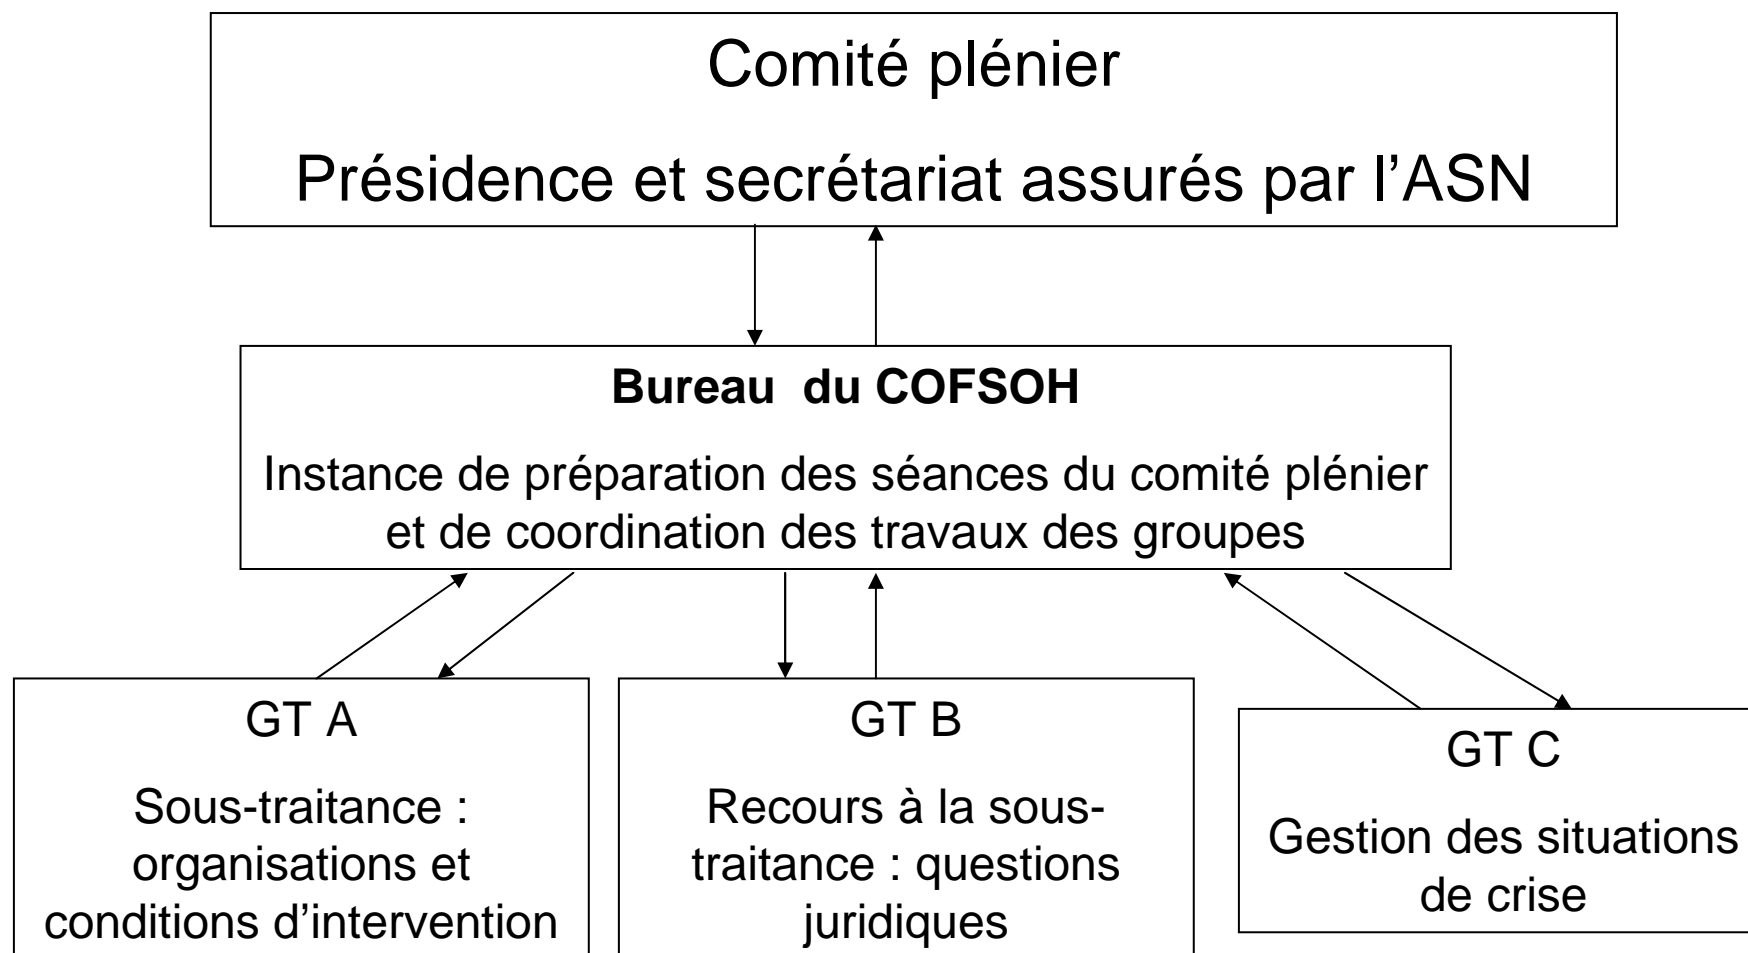 Comité plénier
Présidence et secrétariat assurés par l’ASN
Bureau du COFSOH
Instance de préparation des séances du comité plénier
et de coordination des travaux des groupes
GT A
Sous-traitance :
organisations et
conditions d’intervention
GT B
Recours à la sous-
traitance : questions
juridiques
GT C
Gestion des situations
de crise